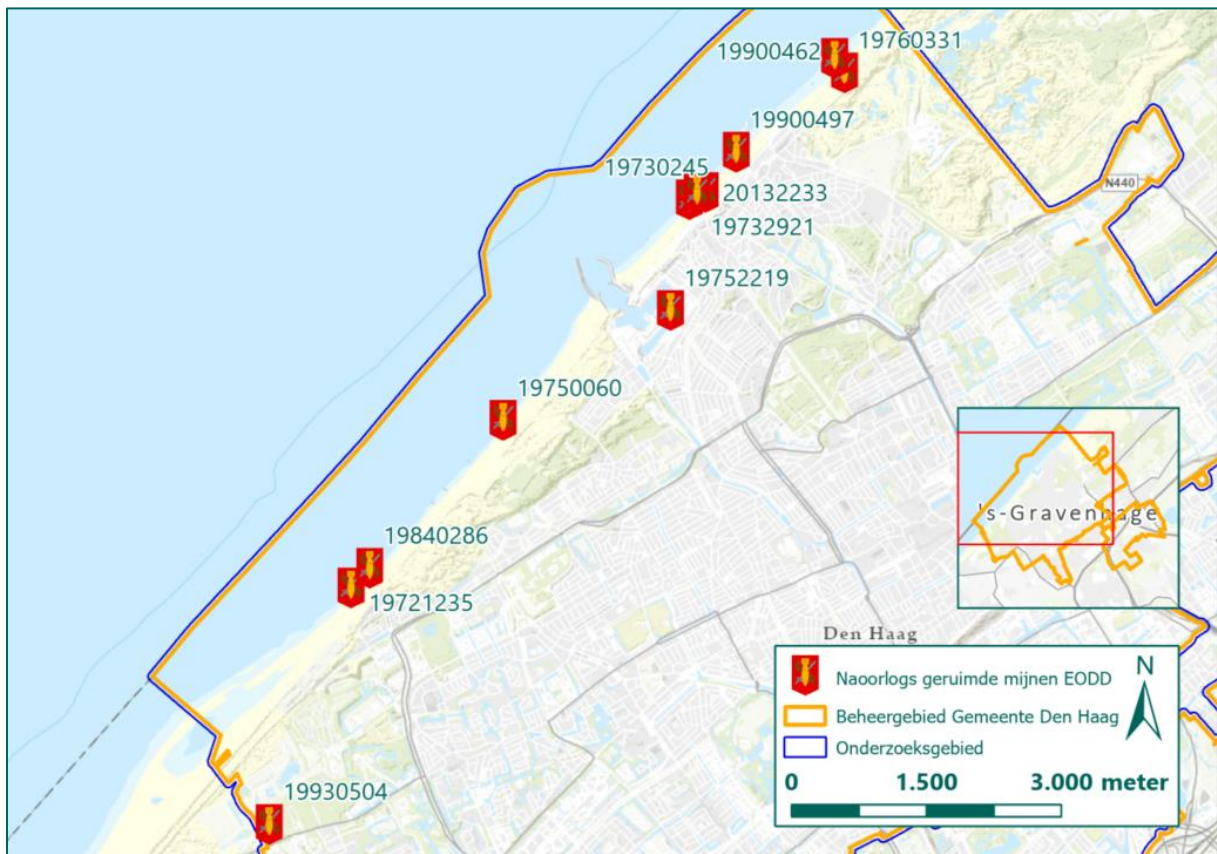 19900462
19760331
19900497
19730245
N440
20132233
19732921
19752219
19750060
's-Gravenhage
19840286
19721235
Den Haag
N
Naoorlogs geruimde mijnen EODD
Beheergebied Gemeente Den Haag
Onderzoeksgebied
0 1.500 3.000 meter
19930504